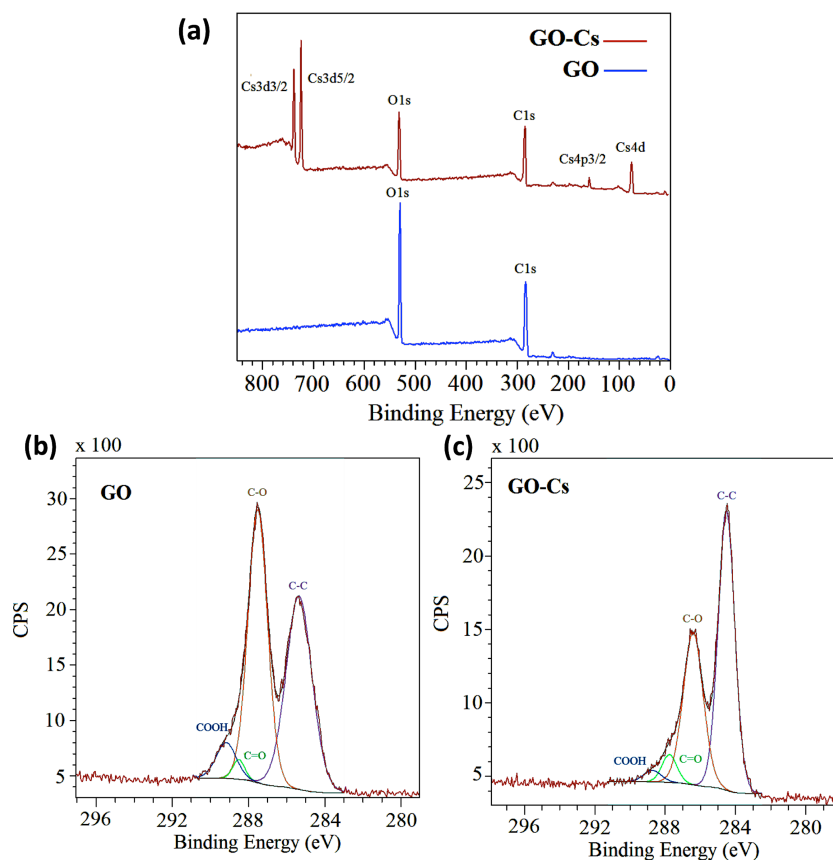 (a)
GO-Cs
GO
Cs3d3/2
Cs3d5/2
O1s
C1s
Cs4p3/2
Cs4d
O1s
C1s
800 700 600 500 400 300 200 100 0
Binding Energy (eV)
(b)
x 100
GO
C-O
C-C
COOH
C=O
30
25
20
15
10
5
CPS
296 292 288 284 280
Binding Energy (eV)
(c)
x 100
GO-Cs
C-C
C-O
COOH
C=O
25
20
15
10
5
CPS
296 292 288 284 280
Binding Energy (eV)